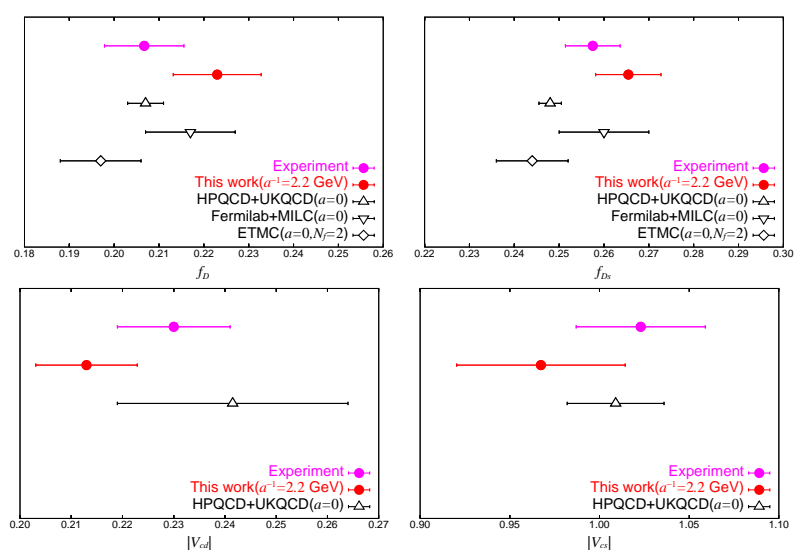 Experiment
This work(a⁻¹=2.2 GeV)
HPQCD+UKQCD(a=0)
Fermilab+MILC(a=0)
ETMC(a=0,Nf=2)
0.18 0.19 0.20 0.21 0.22 0.23 0.24 0.25 0.26
fD
Experiment
This work(a⁻¹=2.2 GeV)
HPQCD+UKQCD(a=0)
Fermilab+MILC(a=0)
ETMC(a=0,Nf=2)
0.22 0.23 0.24 0.25 0.26 0.27 0.28 0.29 0.30
fDs
Experiment
This work(a⁻¹=2.2 GeV)
HPQCD+UKQCD(a=0)
0.20 0.21 0.22 0.23 0.24 0.25 0.26 0.27
|Vcd|
Experiment
This work(a⁻¹=2.2 GeV)
HPQCD+UKQCD(a=0)
0.90 0.95 1.00 1.05 1.10
|Vcs|